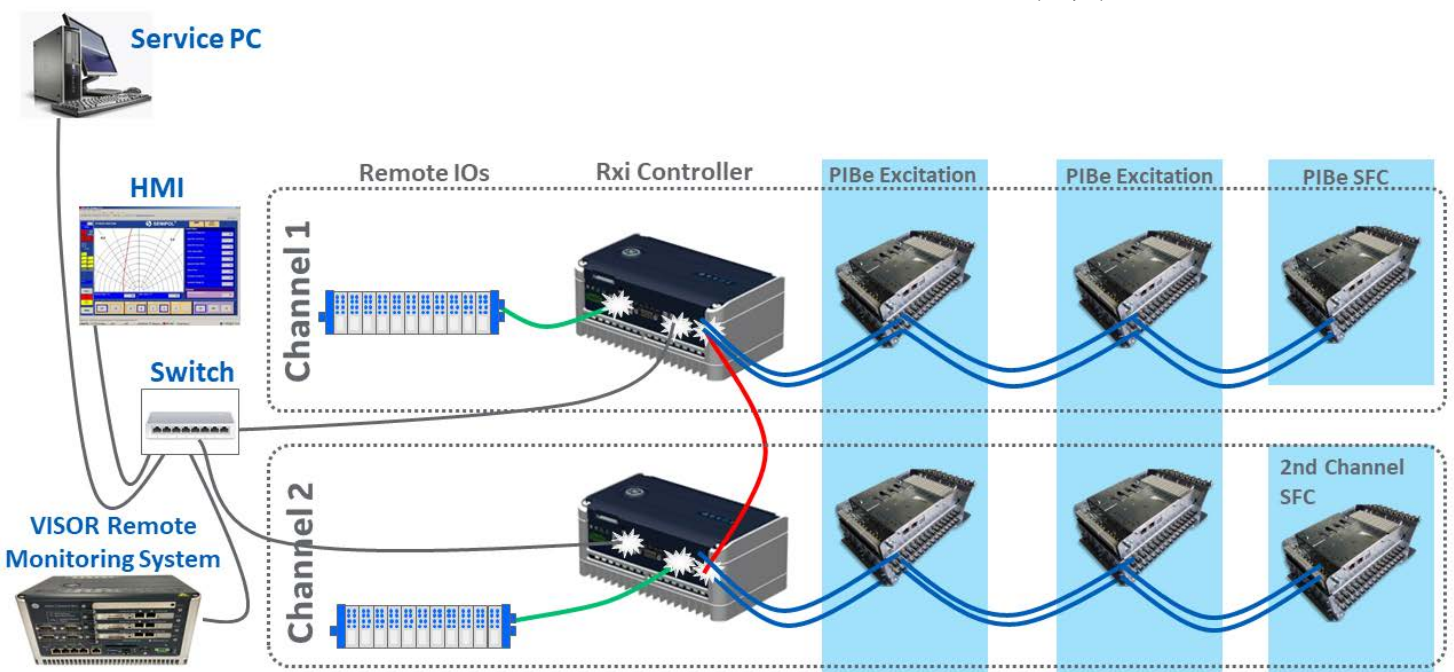 Service PC
HMI
Switch
VISOR Remote
Monitoring System
Remote IOs
Rxi Controller
PIBe Excitation
PIBe Excitation
PIBe SFC
Channel 1
Channel 2
2nd Channel
SFC